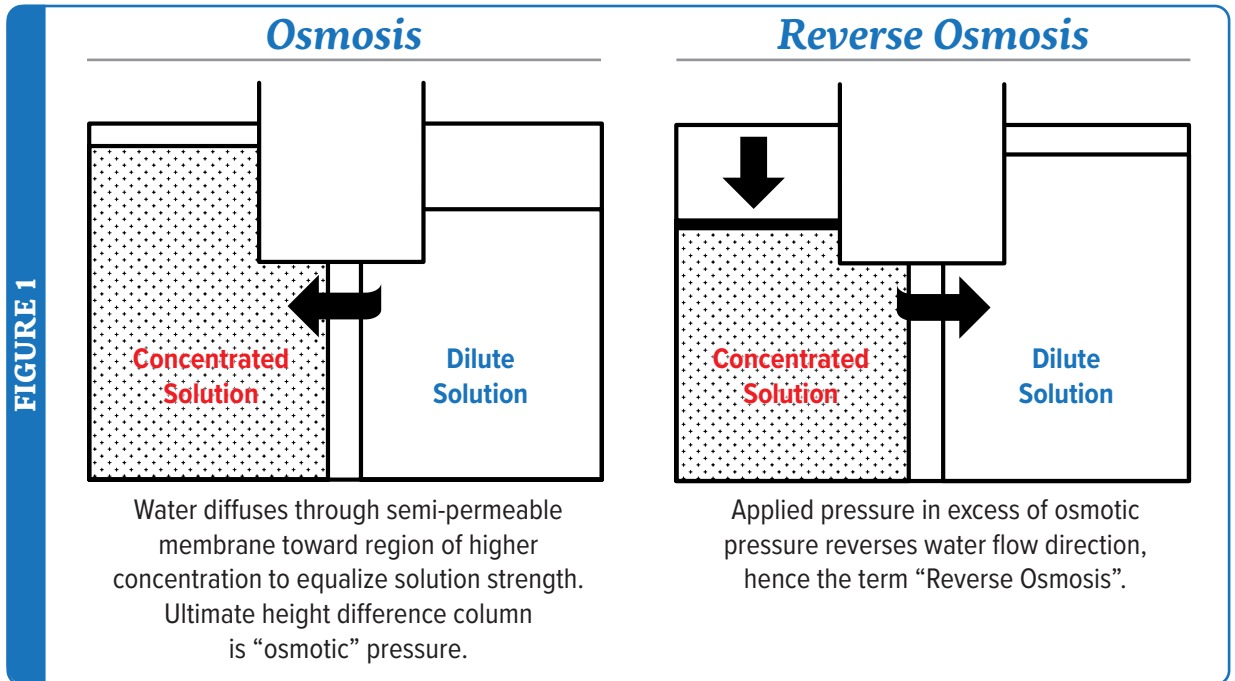 FIGURE 1
Osmosis
Concentrated
Solution
Dilute
Solution
Water diffuses through semi-permeable
membrane toward region of higher
concentration to equalize solution strength.
Ultimate height difference column
is “osmotic” pressure.
Reverse Osmosis
Concentrated
Solution
Dilute
Solution
Applied pressure in excess of osmotic
pressure reverses water flow direction,
hence the term “Reverse Osmosis”.